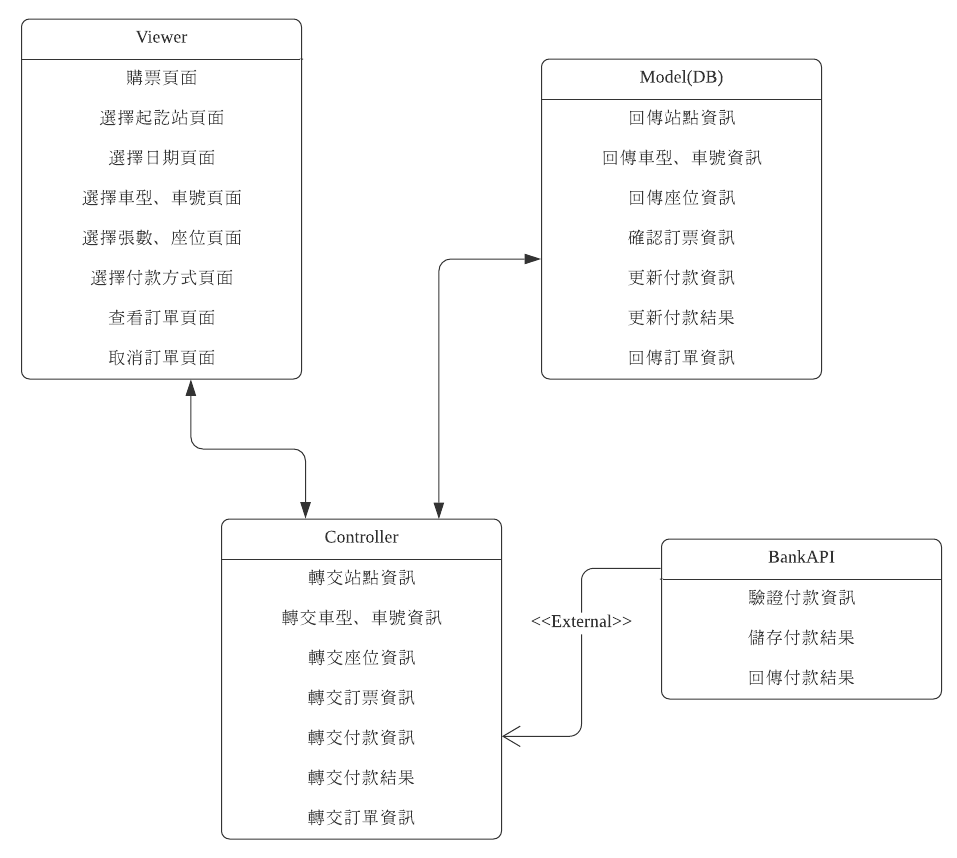 Viewer
購票頁面
選擇起訖站頁面
選擇日期頁面
選擇車型、車號頁面
選擇張數、座位頁面
選擇付款方式頁面
查看訂單頁面
取消訂單頁面
Model(DB)
回傳站點資訊
回傳車型、車號資訊
回傳座位資訊
確認訂票資訊
更新付款資訊
更新付款結果
回傳訂單資訊
Controller
轉交站點資訊
轉交車型、車號資訊
轉交座位資訊
轉交訂票資訊
轉交付款資訊
轉交付款結果
轉交訂單資訊
<<External>>
BankAPI
驗證付款資訊
儲存付款結果
回傳付款結果